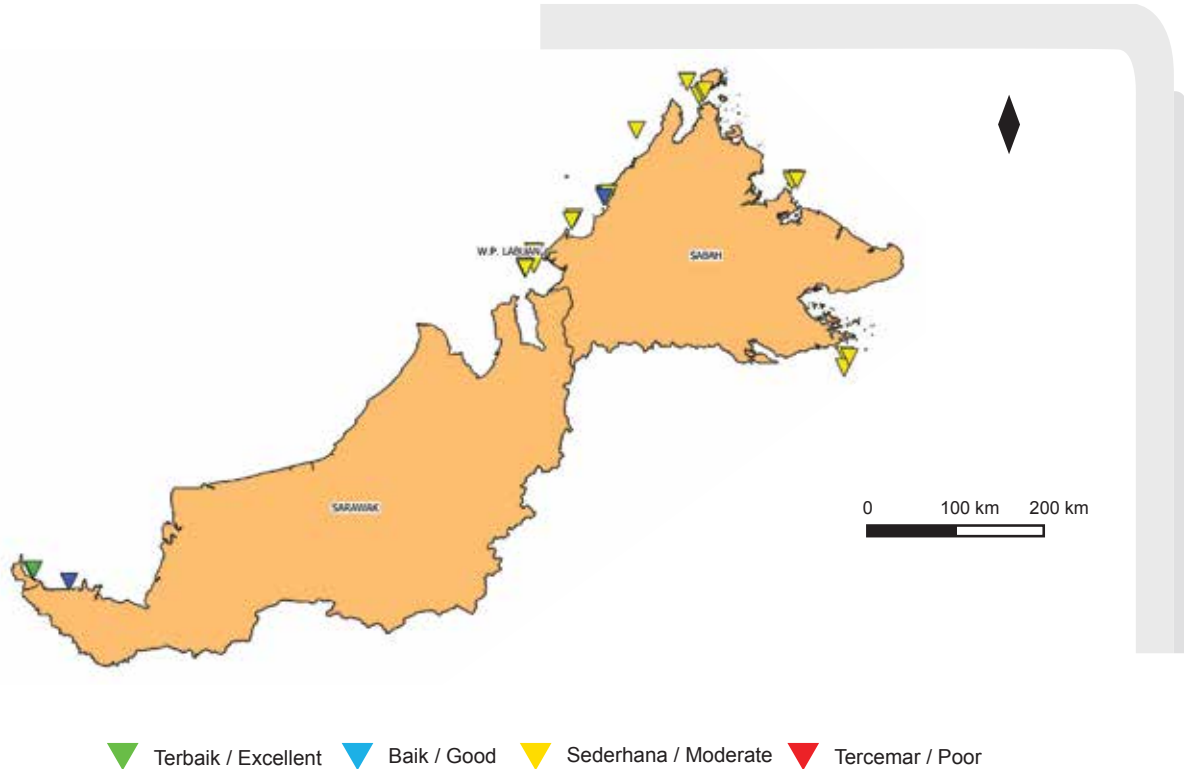 W.P. LABUAN
SABAH
SARAWAK
0 100 km 200 km
Terbaik / Excellent Baik / Good Sederhana / Moderate Tercemar / Poor